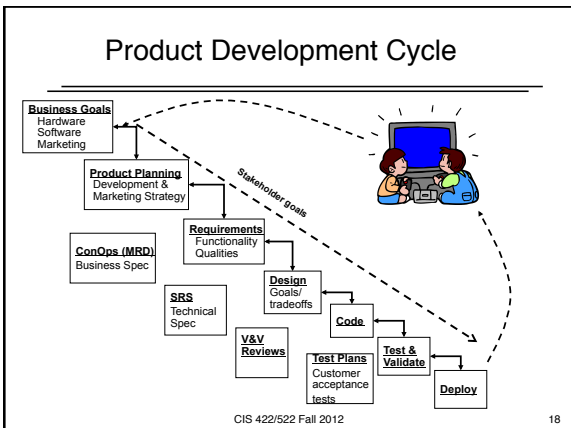 Product Development Cycle
Business Goals
Hardware
Software
Marketing
Product Planning
Development &
Marketing Strategy
Stakeholder goals
Requirements
Functionality
Qualities
ConOps (MRD)
Business Spec
Design
Goals/
tradeoffs
SRS
Technical
Spec
Code
V&V
Reviews
Test &
Validate
Test Plans
Customer
acceptance
tests
Deploy
CIS 422/522 Fall 2012
18